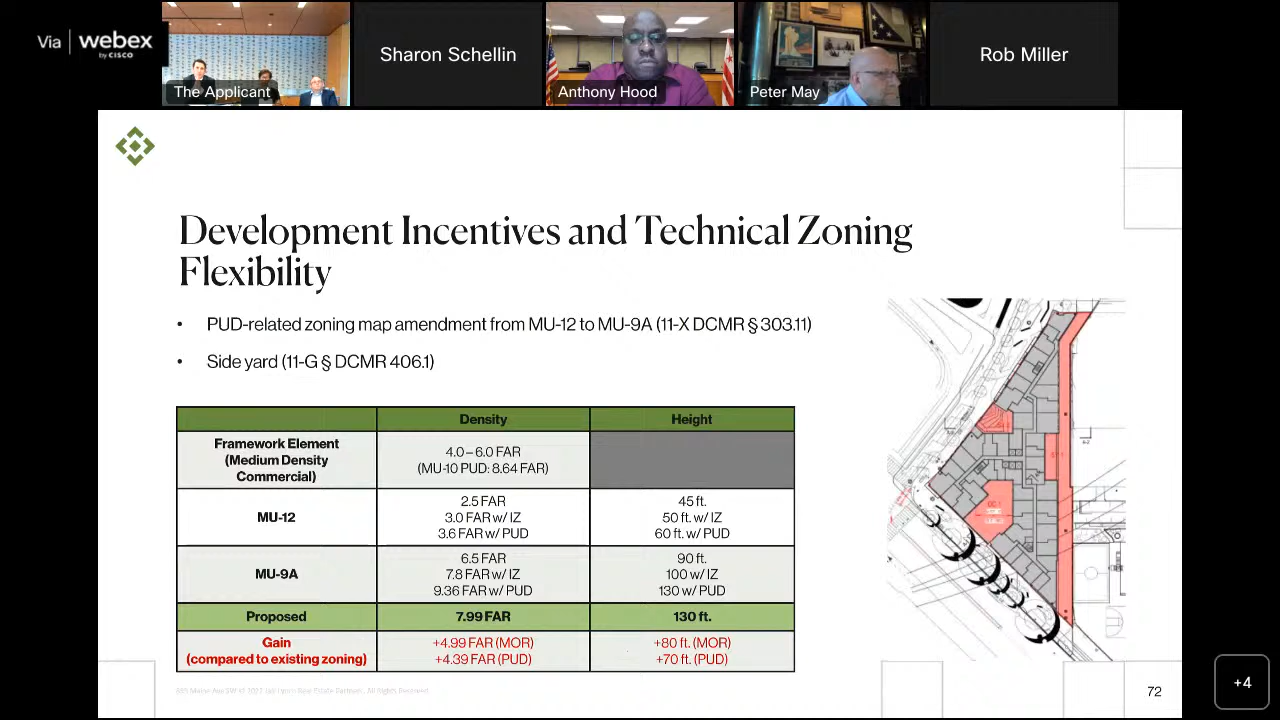 Via | webex
by CISCO
The Applicant
Sharon Schellin
Anthony Hood
Peter May
Rob Miller
Development Incentives and Technical Zoning
Flexibility
• PUD-related zoning map amendment from MU-12 to MU-9A (11-X DCMR § 303.11)
• Side yard (11-G § DCMR 406.1)
Density
Height
Framework Element
(Medium Density
Commercial)
4.0 – 6.0 FAR
(MU-10 PUD: 8.64 FAR)
MU-12
2.5 FAR
3.0 FAR w/ IZ
3.6 FAR w/ PUD
45 ft.
50 ft. w/ IZ
60 ft. w/ PUD
MU-9A
6.5 FAR
7.8 FAR w/ IZ
9.36 FAR w/ PUD
90 ft.
100 w/ IZ
130 w/ PUD
Proposed
7.99 FAR
130 ft.
Gain
(compared to existing zoning)
+4.99 FAR (MOR)
+4.39 FAR (PUD)
+80 ft. (MOR)
+70 ft. (PUD)
72
+4